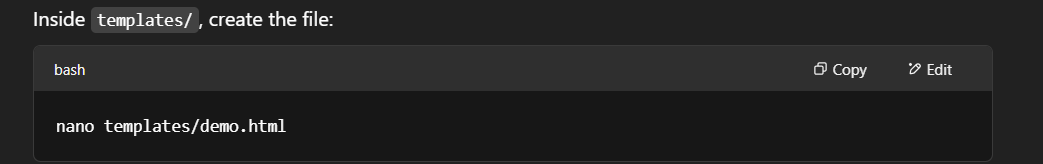 Inside templates/, create the file:
bash Copy Edit
nano templates/demo.html